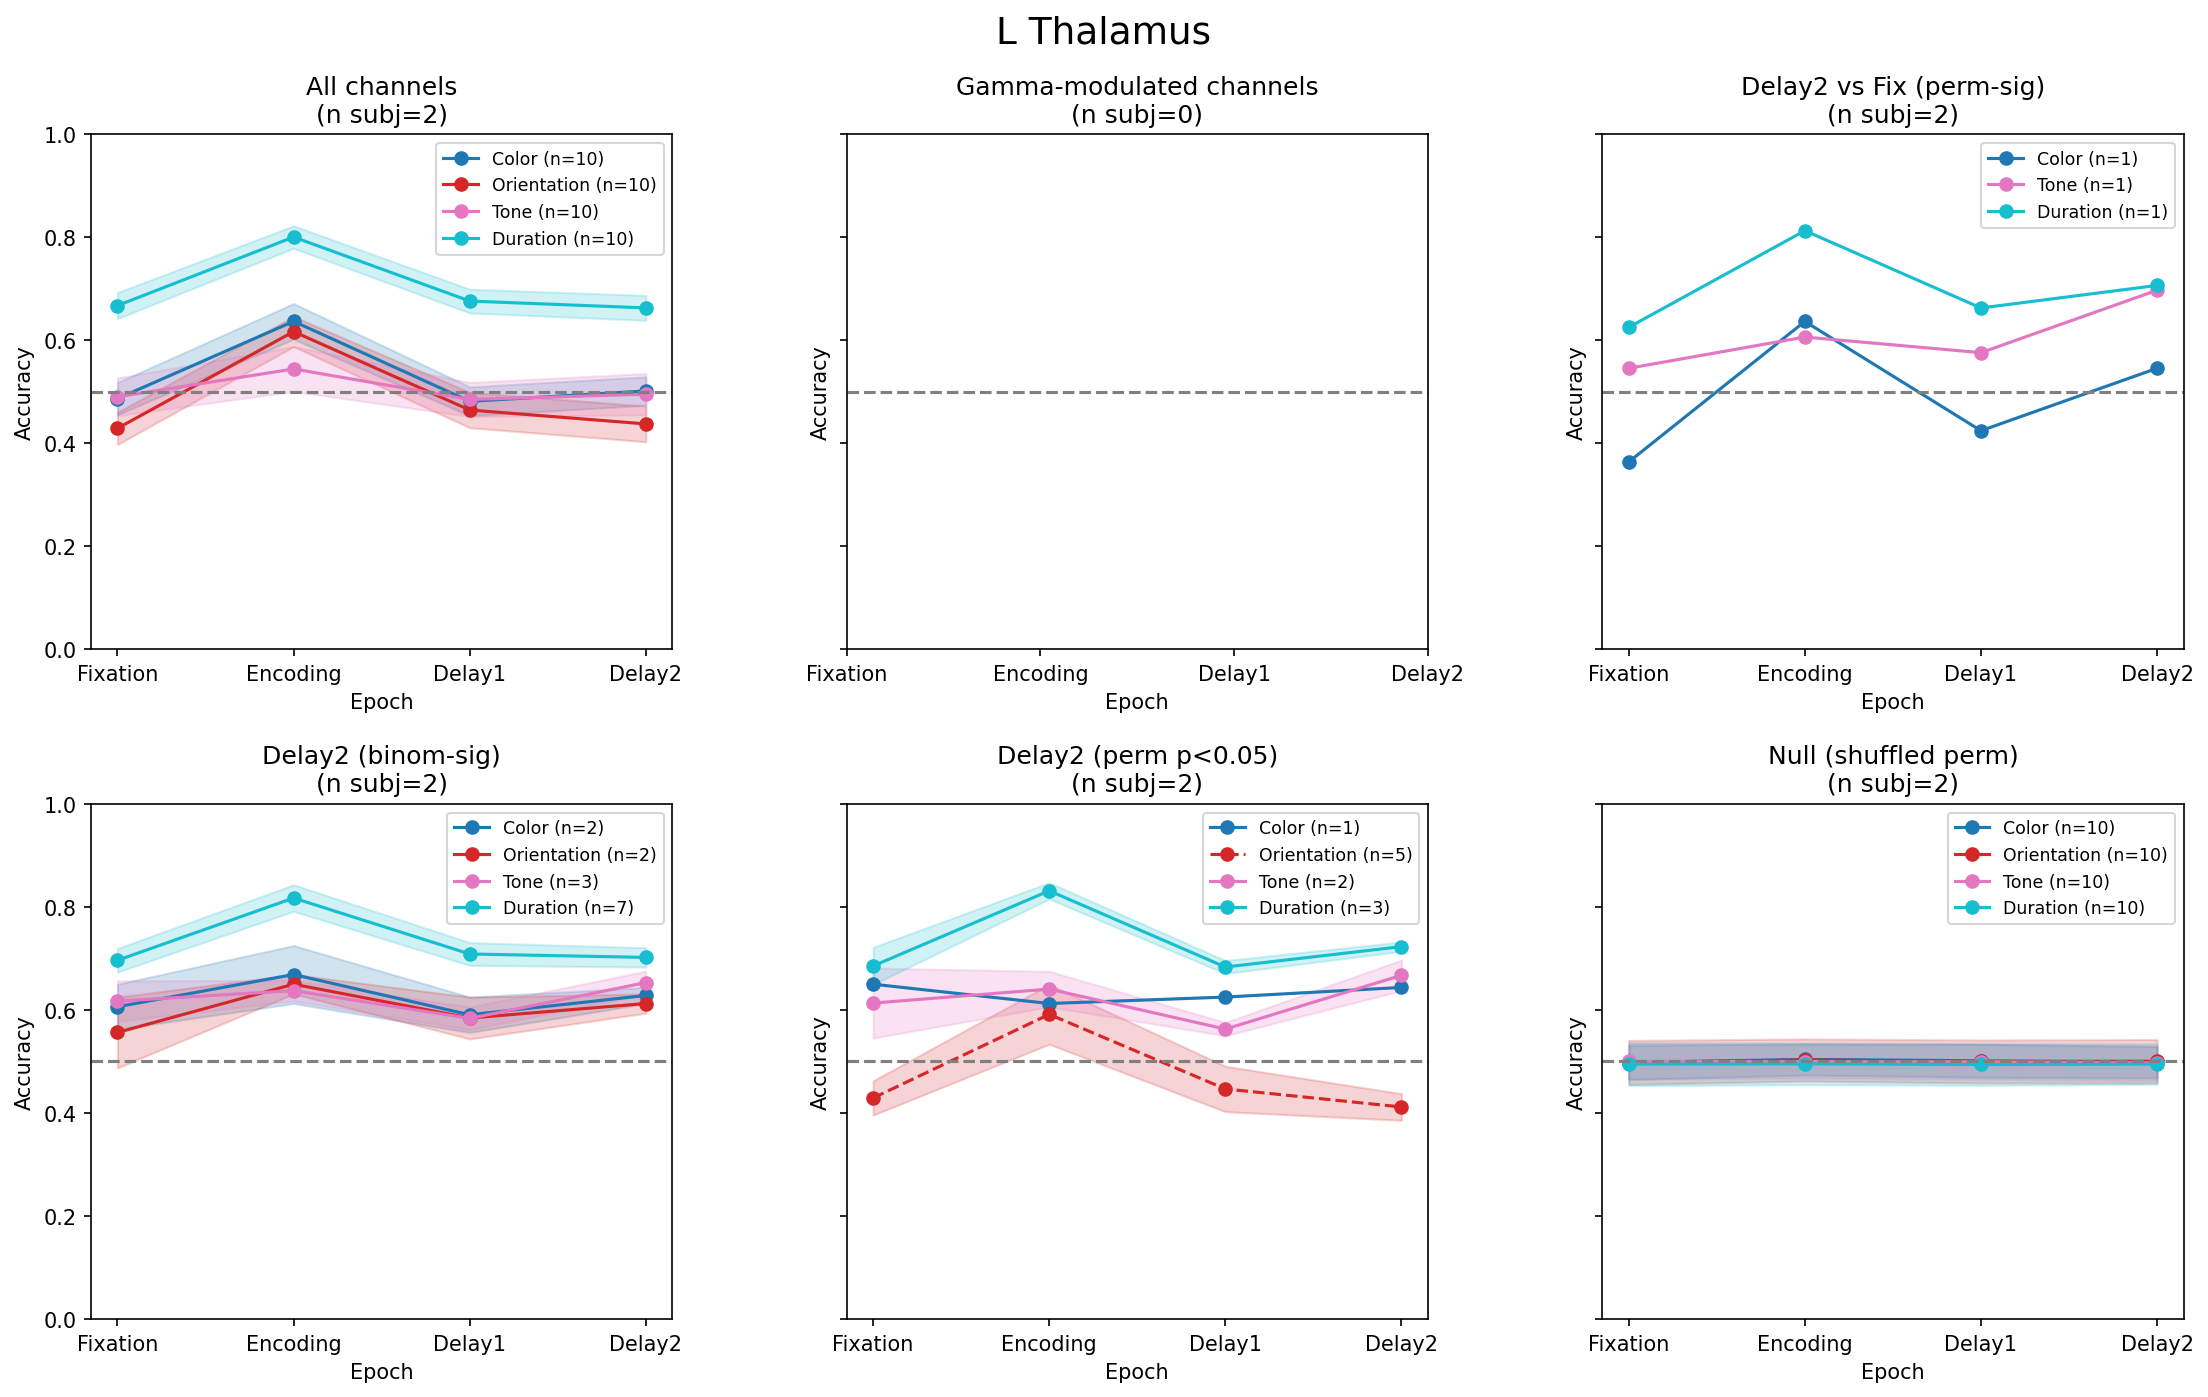 L Thalamus
All channels
(n subj=2)
1.0
0.8
0.6
0.4
0.2
0.0
Accuracy
Color (n=10)
Orientation (n=10)
Tone (n=10)
Duration (n=10)
Fixation
Encoding
Delay1
Delay2
Epoch
Gamma-modulated channels
(n subj=0)
Accuracy
Fixation
Encoding
Delay1
Delay2
Epoch
Delay2 vs Fix (perm-sig)
(n subj=2)
Accuracy
Color (n=1)
Tone (n=1)
Duration (n=1)
Fixation
Encoding
Delay1
Delay2
Epoch
Delay2 (binom-sig)
(n subj=2)
1.0
0.8
0.6
0.4
0.2
0.0
Accuracy
Color (n=2)
Orientation (n=2)
Tone (n=3)
Duration (n=7)
Fixation
Encoding
Delay1
Delay2
Epoch
Delay2 (perm p<0.05)
(n subj=2)
Accuracy
Color (n=1)
Orientation (n=5)
Tone (n=2)
Duration (n=3)
Fixation
Encoding
Delay1
Delay2
Epoch
Null (shuffled perm)
(n subj=2)
Accuracy
Color (n=10)
Orientation (n=10)
Tone (n=10)
Duration (n=10)
Fixation
Encoding
Delay1
Delay2
Epoch